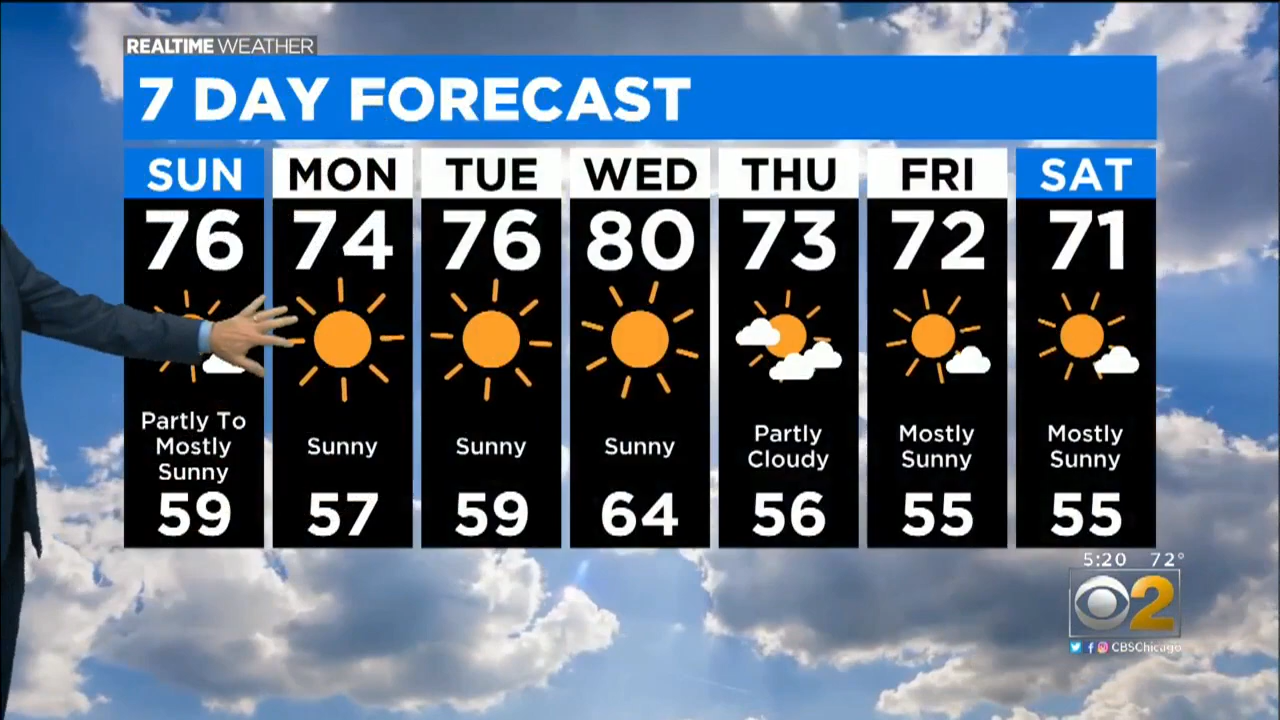 REALTIME WEATHER
7 DAY FORECAST
SUN
76
Partly To
Mostly
Sunny
59
MON
74
Sunny
57
TUE
76
Sunny
59
WED
80
Sunny
64
THU
73
Partly
Cloudy
56
FRI
72
Mostly
Sunny
55
SAT
71
Mostly
Sunny
55
5:20 72°
2
CBSChicago